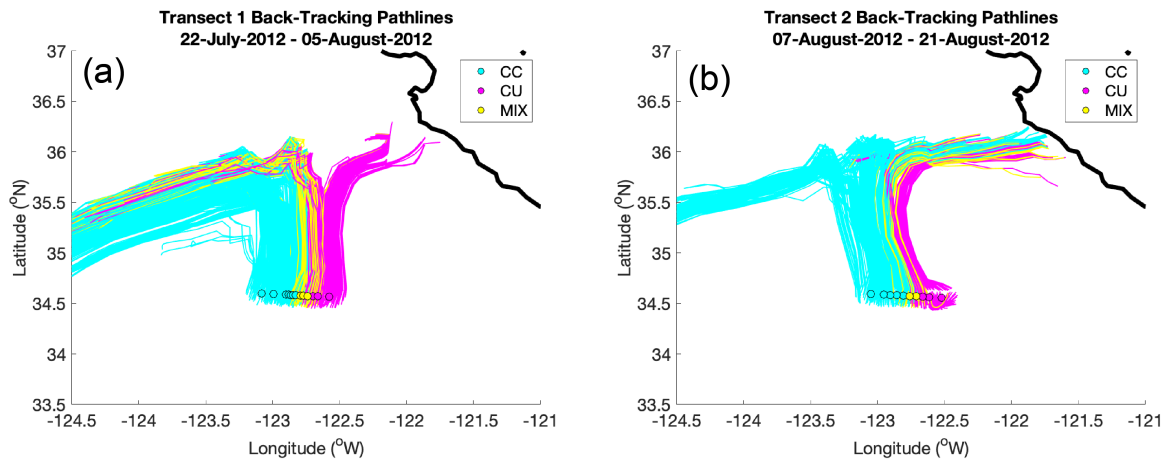 Transect 1 Back-Tracking Pathlines
22-July-2012 - 05-August-2012
(a)
CC
CU
MIX
37
36.5
36
35.5
35
34.5
34
33.5
Latitude (°N)
-124.5
-124
-123.5
-123
-122.5
-122
-121.5
-121
Longitude (°W)
Transect 2 Back-Tracking Pathlines
07-August-2012 - 21-August-2012
(b)
CC
CU
MIX
37
36.5
36
35.5
35
34.5
34
33.5
Latitude (°N)
-124.5
-124
-123.5
-123
-122.5
-122
-121.5
-121
Longitude (°W)